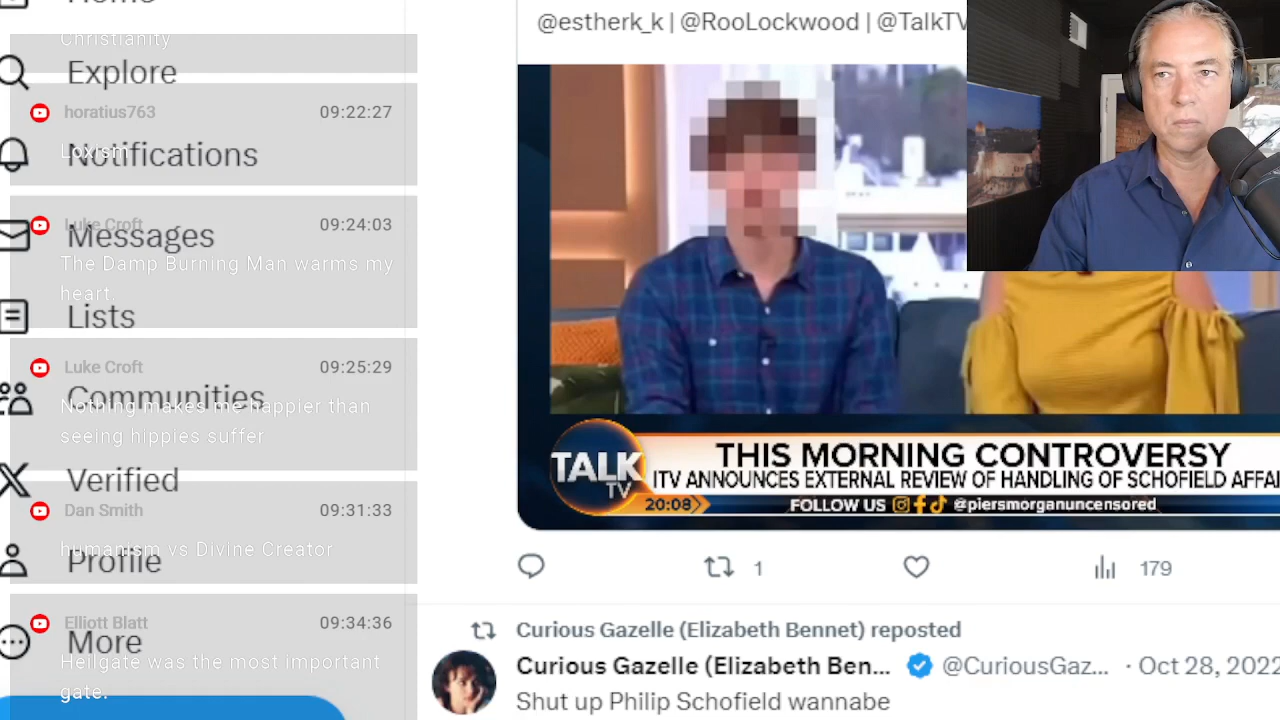 Home
Christianity
Explore
horatius763 09:22:27
Loxism
Notifications
Luke Croft 09:24:03
Messages
The Damp Burning Man warms my
heart
Lists
Luke Croft 09:25:29
Communities
Nothing makes me happier than
seeing hippies suffer
Verified
Dan Smith 09:31:33
humanism vs Divine Creator
Profile
Elliott Blatt 09:34:36
More
Hellgate was the most important
gate.
@estherk_k | @RooLockwood | @TalkTV
THIS MORNING CONTROVERSY
TALK TV
ITV ANNOUNCES EXTERNAL REVIEW OF HANDLING OF SCHOFIELD AFFAI
20:08 FOLLOW US @piersmorganuncensored
1 179
Curious Gazelle (Elizabeth Bennet) reposted
Curious Gazelle (Elizabeth Ben... @CuriousGaz... · Oct 28, 2022
Shut up Philip Schofield wannabe